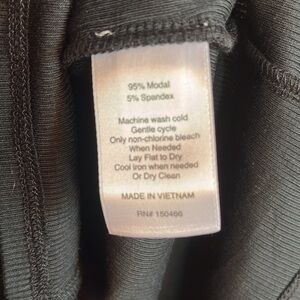 95% Modal
5% Spandex
Machine wash cold
Gentle cycle
Only non-chlorine bleach
When Needed
Lay Flat to Dry
Cool iron when needed
Or Dry Clean
MADE IN VIETNAM
RN# 150466